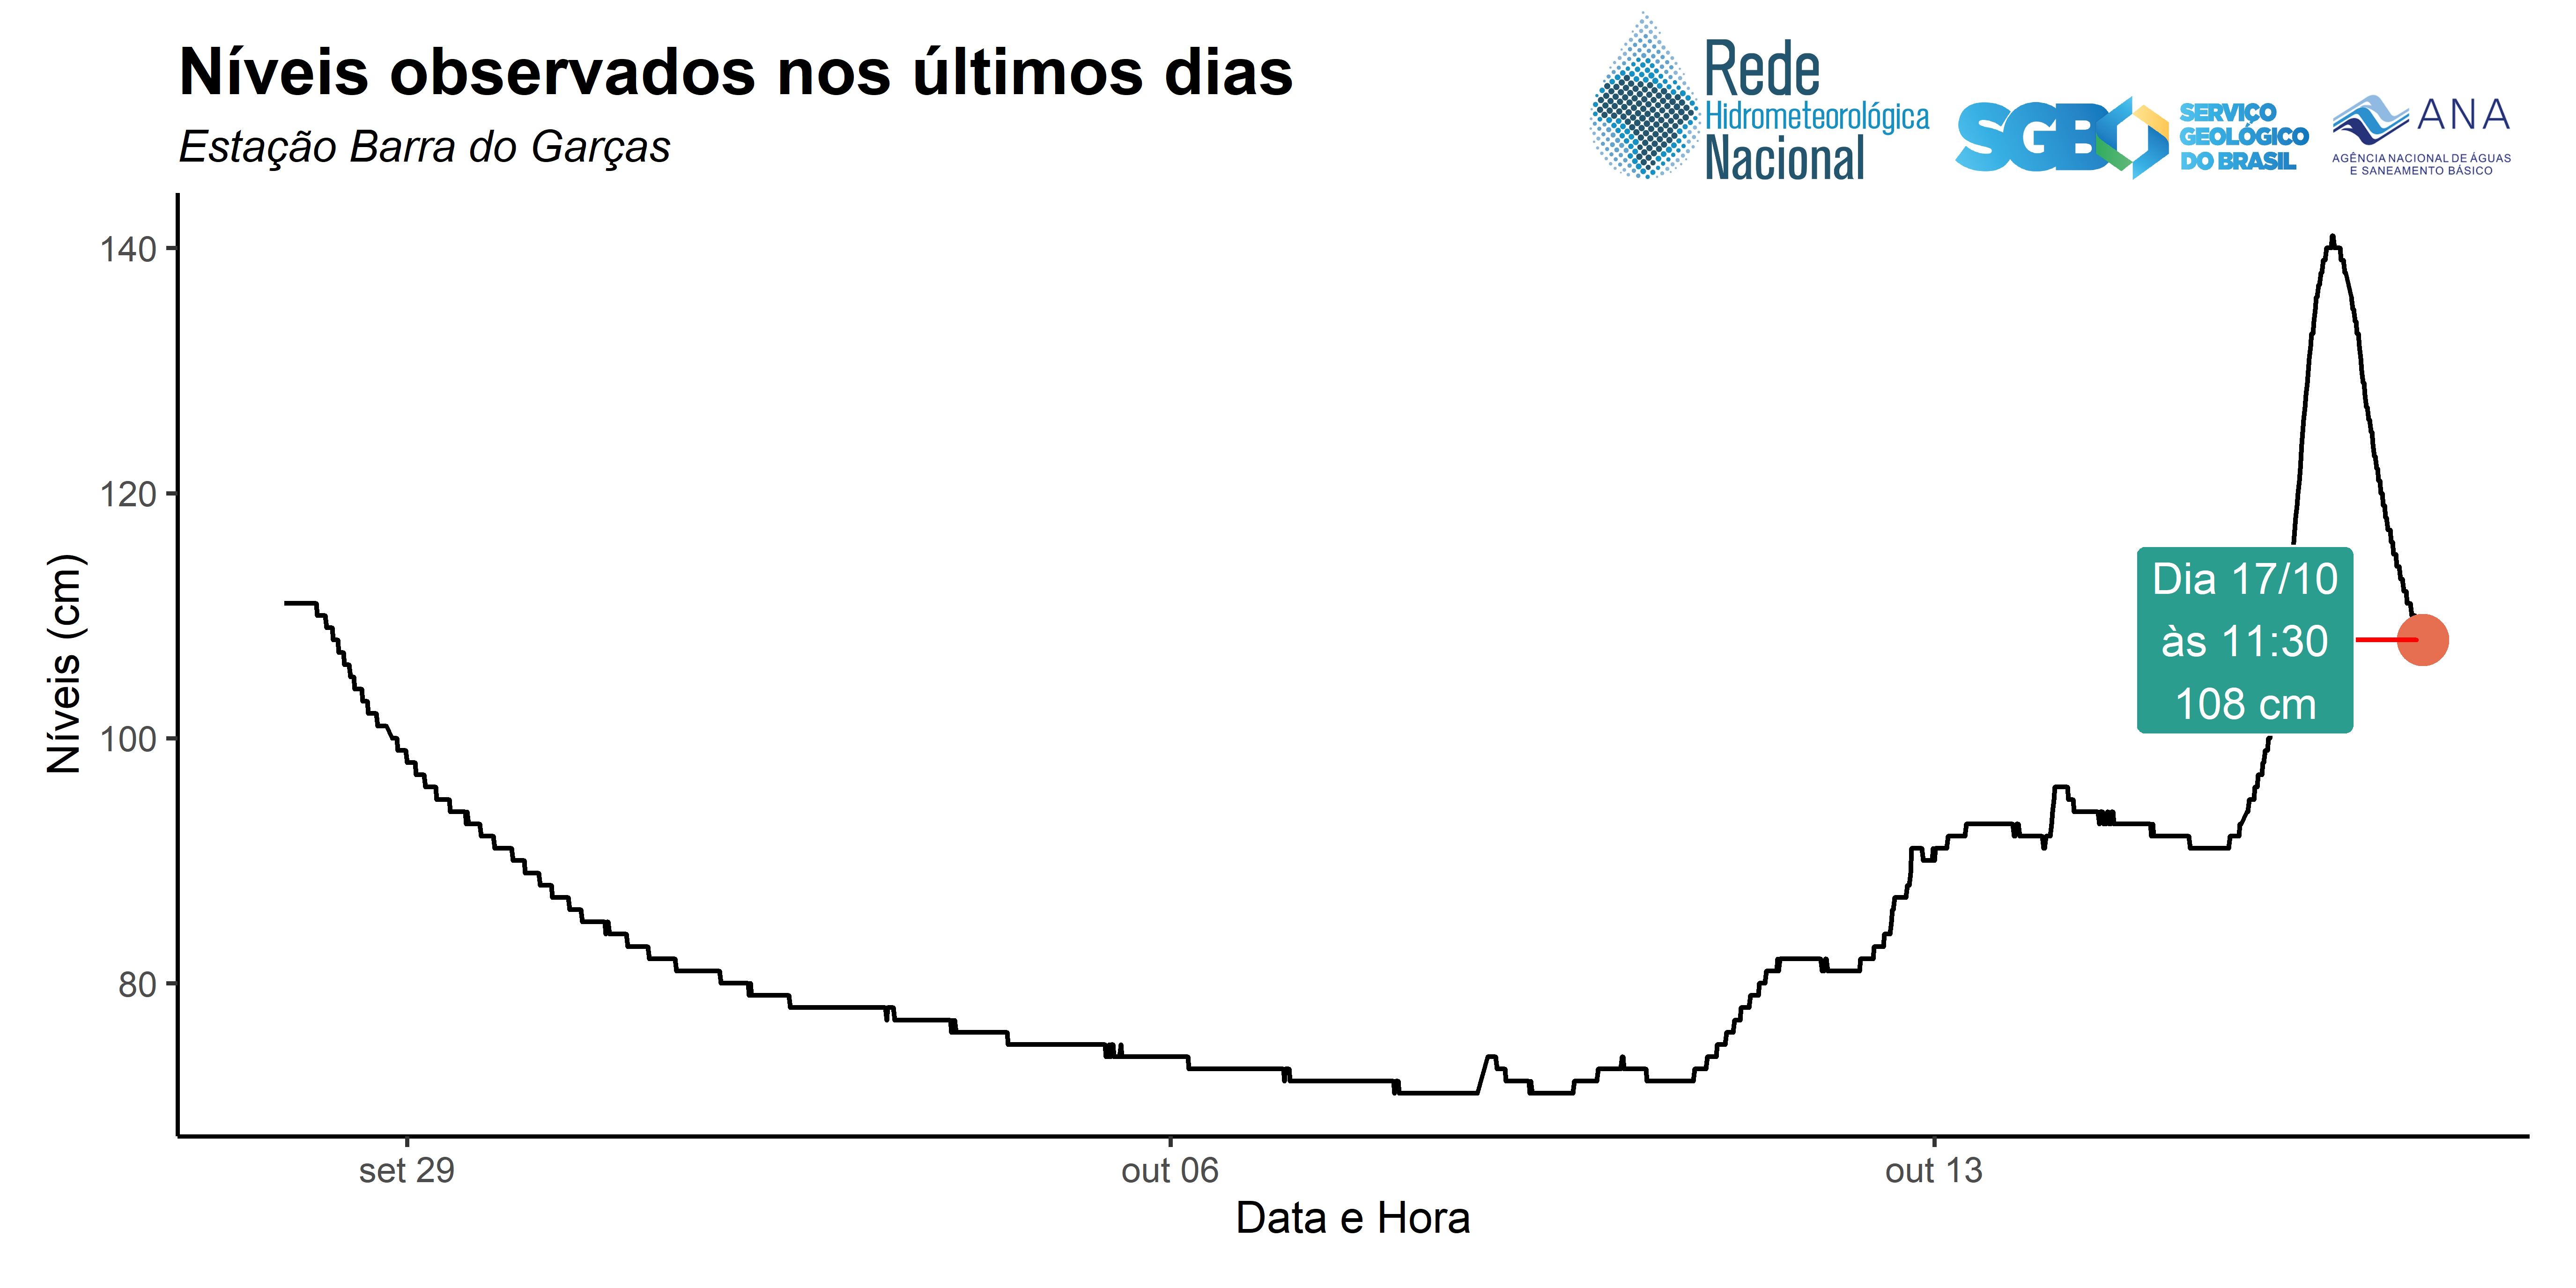 Níveis observados nos últimos dias
Estação Barra do Garças
Rede
Hidrometeorológica
Nacional
SGB
SERVIÇO
GEOLÓGICO
DO BRASIL
ANA
AGÊNCIA NACIONAL DE ÁGUAS
E SANEAMENTO BÁSICO
Níveis (cm)
140
120
100
80
Dia 17/10
às 11:30
108 cm
set 29
out 06
out 13
Data e Hora